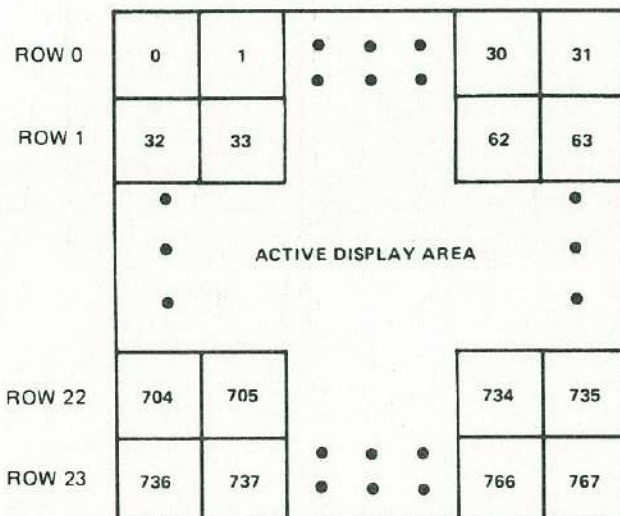 ROW 0 0 1 30 31
ROW 1 32 33 62 63
ACTIVE DISPLAY AREA
ROW 22 704 705 734 735
ROW 23 736 737 766 767